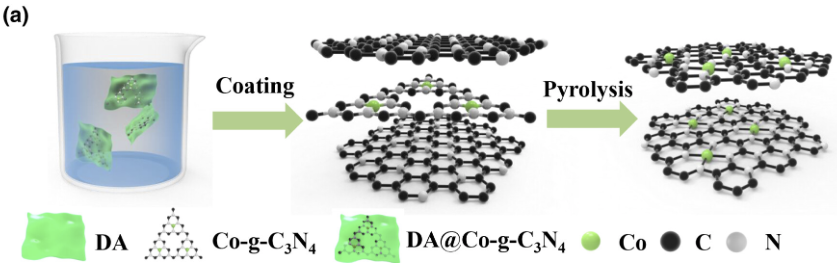 (a)
Coating
Pyrolysis
DA Co-g-C₃N₄ DA@Co-g-C₃N₄ Co C N